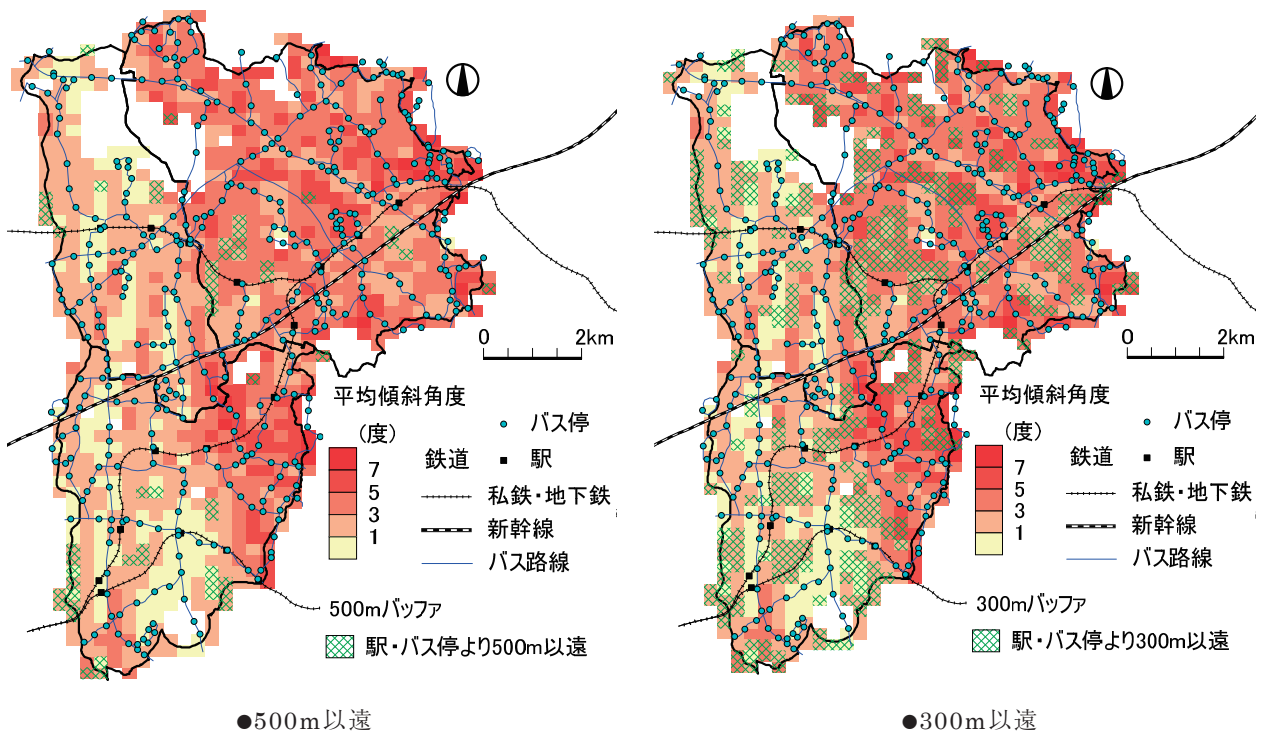 0 2km
平均傾斜角度
(度)
7
5
3
1
バス停
鉄道 駅
私鉄・地下鉄
新幹線
バス路線
500mバッファ
駅・バス停より500m以遠
●500m以遠
0 2km
平均傾斜角度
(度)
7
5
3
1
バス停
鉄道 駅
私鉄・地下鉄
新幹線
バス路線
300mバッファ
駅・バス停より300m以遠
●300m以遠